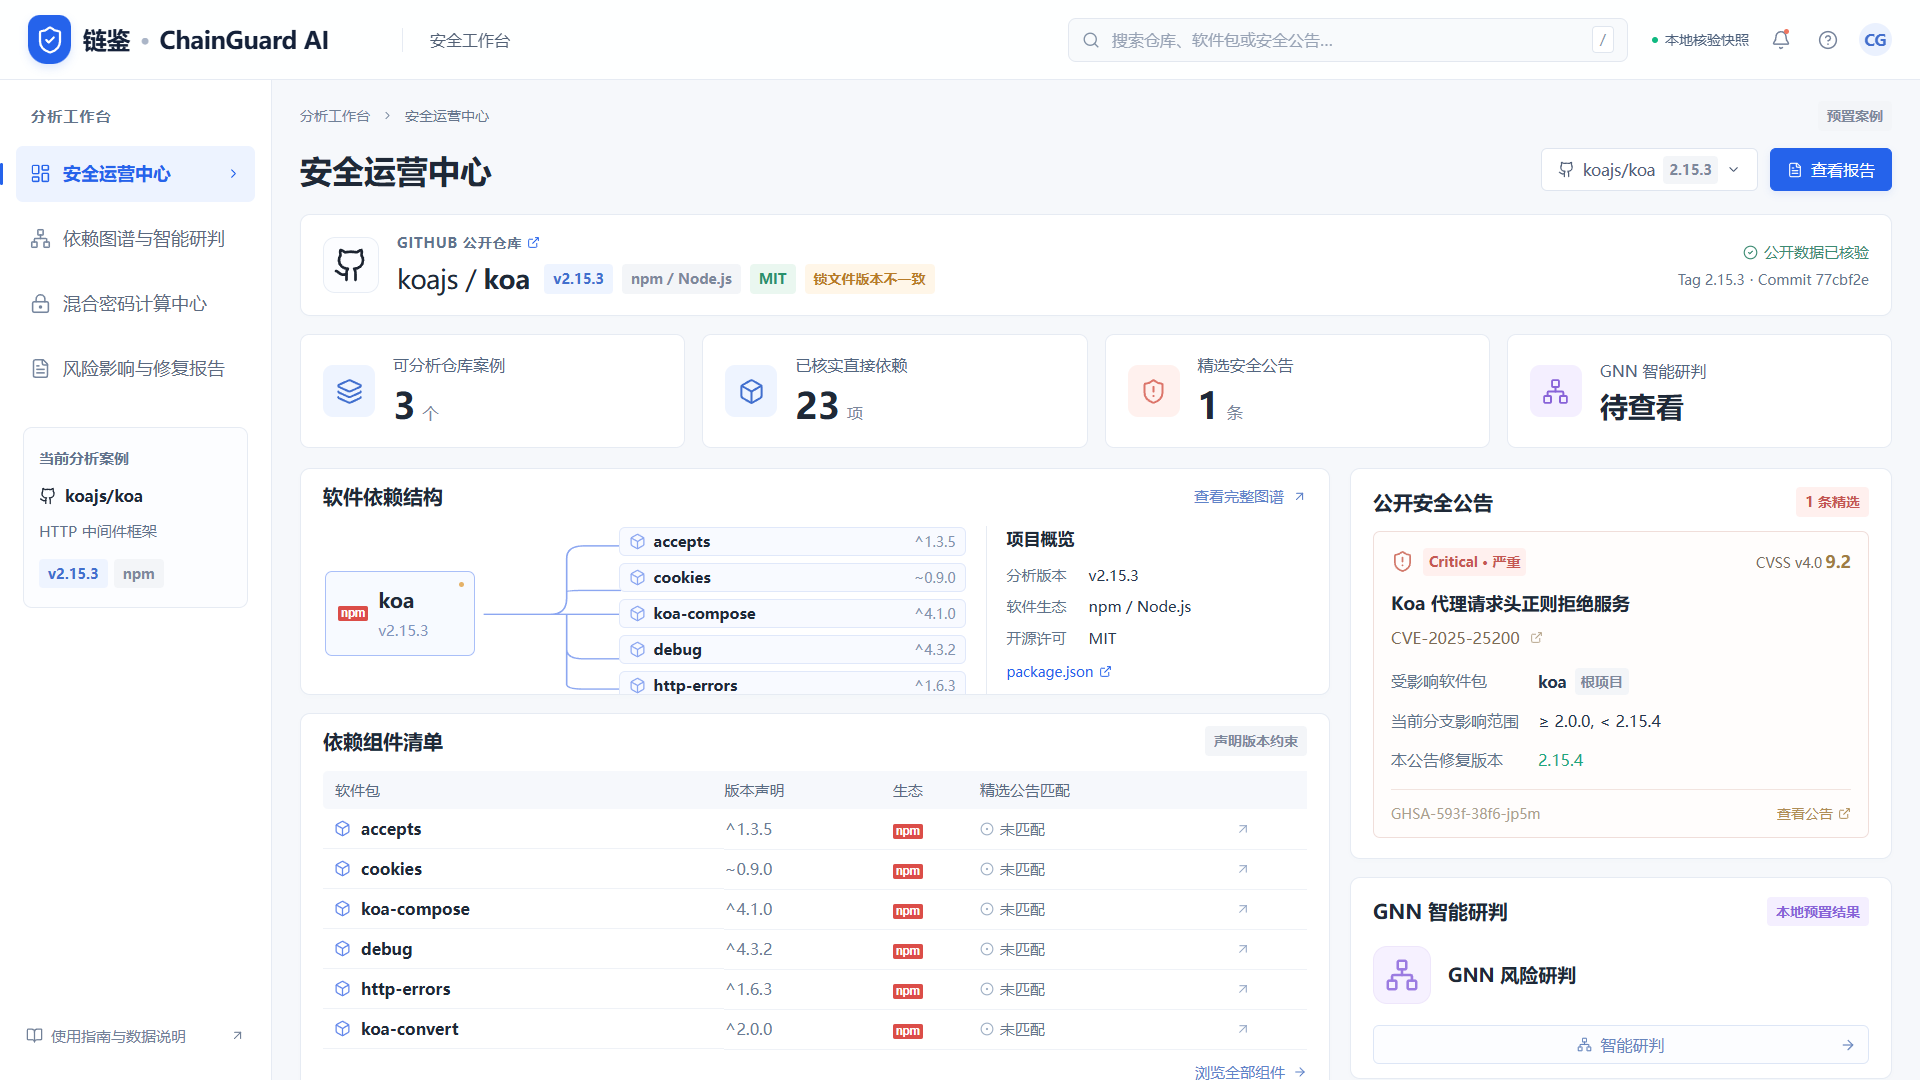 链鉴 • ChainGuard AI
安全工作台
搜索仓库、软件包或安全公告...
/
本地核验快照
CG
分析工作台
安全运营中心
依赖图谱与智能研判
混合密码计算中心
风险影响与修复报告
当前分析案例
koajs/koa
HTTP 中间件框架
v2.15.3 npm
使用指南与数据说明
分析工作台 > 安全运营中心
预置案例
安全运营中心
koajs/koa 2.15.3
查看报告
GITHUB 公开仓库
koajs / koa v2.15.3 npm / Node.js MIT 锁文件版本不一致
公开数据已核验
Tag 2.15.3 · Commit 77cbf2e
可分析仓库案例
3 个
已核实直接依赖
23 项
精选安全公告
1 条
GNN 智能研判
待查看
软件依赖结构
查看完整图谱
npm
koa
v2.15.3
accepts ^1.3.5
cookies ~0.9.0
koa-compose ^4.1.0
debug ^4.3.2
http-errors ^1.6.3
项目概览
分析版本 v2.15.3
软件生态 npm / Node.js
开源许可 MIT
package.json
依赖组件清单
声明版本约束
软件包 版本声明 生态 精选公告匹配
accepts ^1.3.5 npm 未匹配
cookies ~0.9.0 npm 未匹配
koa-compose ^4.1.0 npm 未匹配
debug ^4.3.2 npm 未匹配
http-errors ^1.6.3 npm 未匹配
koa-convert ^2.0.0 npm 未匹配
浏览全部组件
公开安全公告
1 条精选
Critical • 严重
CVSS v4.0 9.2
Koa 代理请求头正则拒绝服务
CVE-2025-25200
受影响软件包 koa 根项目
当前分支影响范围 ≥ 2.0.0, < 2.15.4
本公告修复版本 2.15.4
GHSA-593f-38f6-jp5m
查看公告
GNN 智能研判
本地预置结果
GNN 风险研判
智能研判